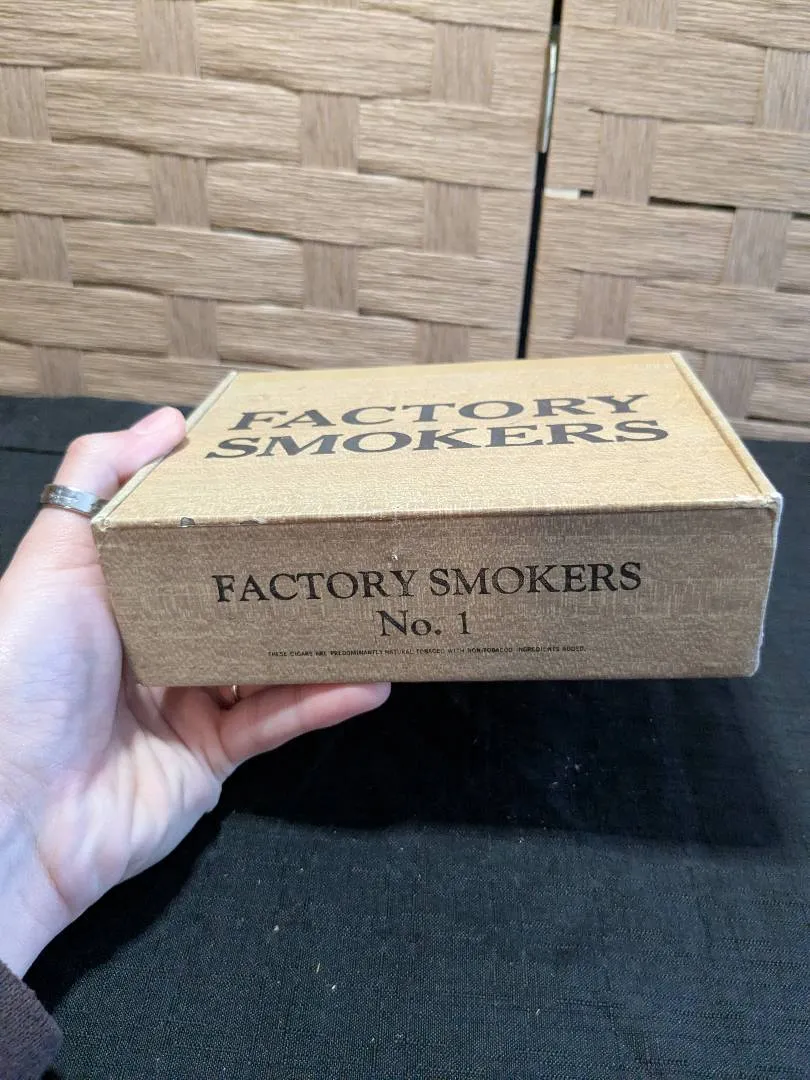 FACTORY
SMOKERS
FACTORY SMOKERS
No. 1
THESE CIGARS ARE PREDOMINANTLY NATURAL TOBACCO WITH NON-TOBACCO INGREDIENTS ADDED.